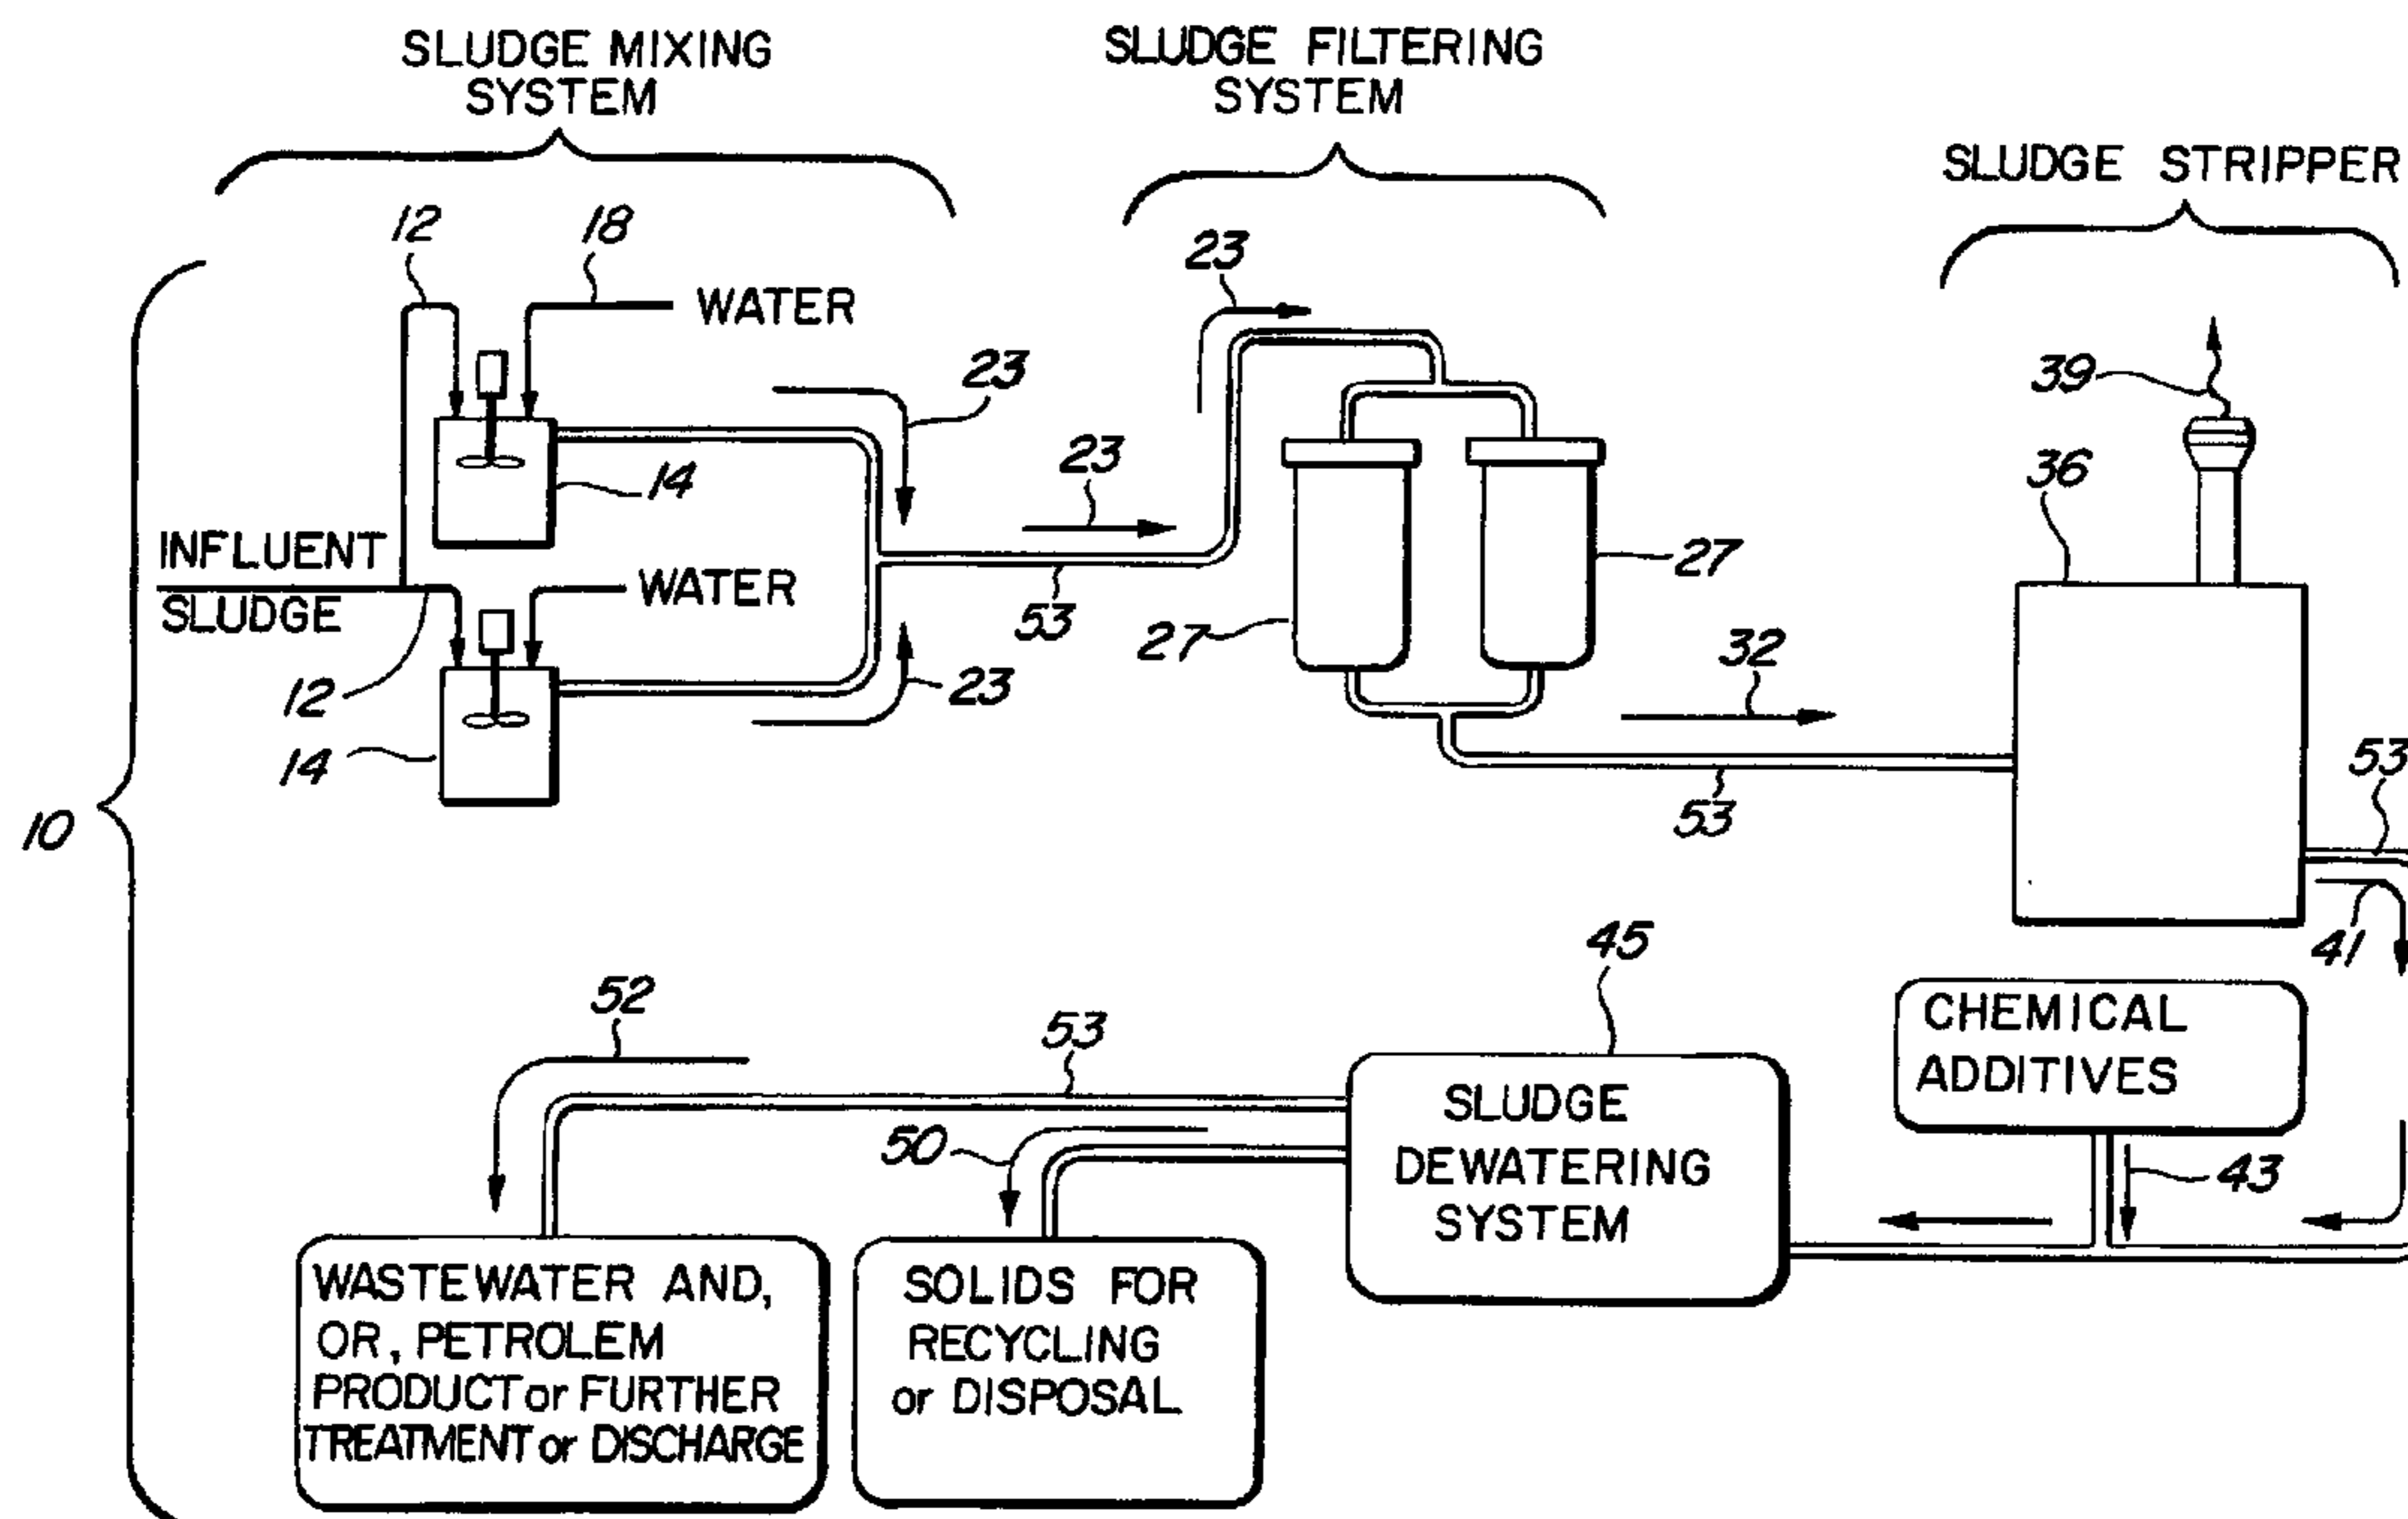 SLUDGE MIXING
SYSTEM
SLUDGE FILTERING
SYSTEM
SLUDGE STRIPPER
12
18
WATER
23
23
39
14
23
36
INFLUENT
SLUDGE
WATER
27
53
27
12
23
32
14
53
53
10
41
45
CHEMICAL
ADDITIVES
52
53
50
SLUDGE
DEWATERING
SYSTEM
43
WASTEWATER AND,
OR, PETROLEM
PRODUCT or FURTHER
TREATMENT or DISCHARGE
SOLIDS FOR
RECYCLING
or DISPOSAL